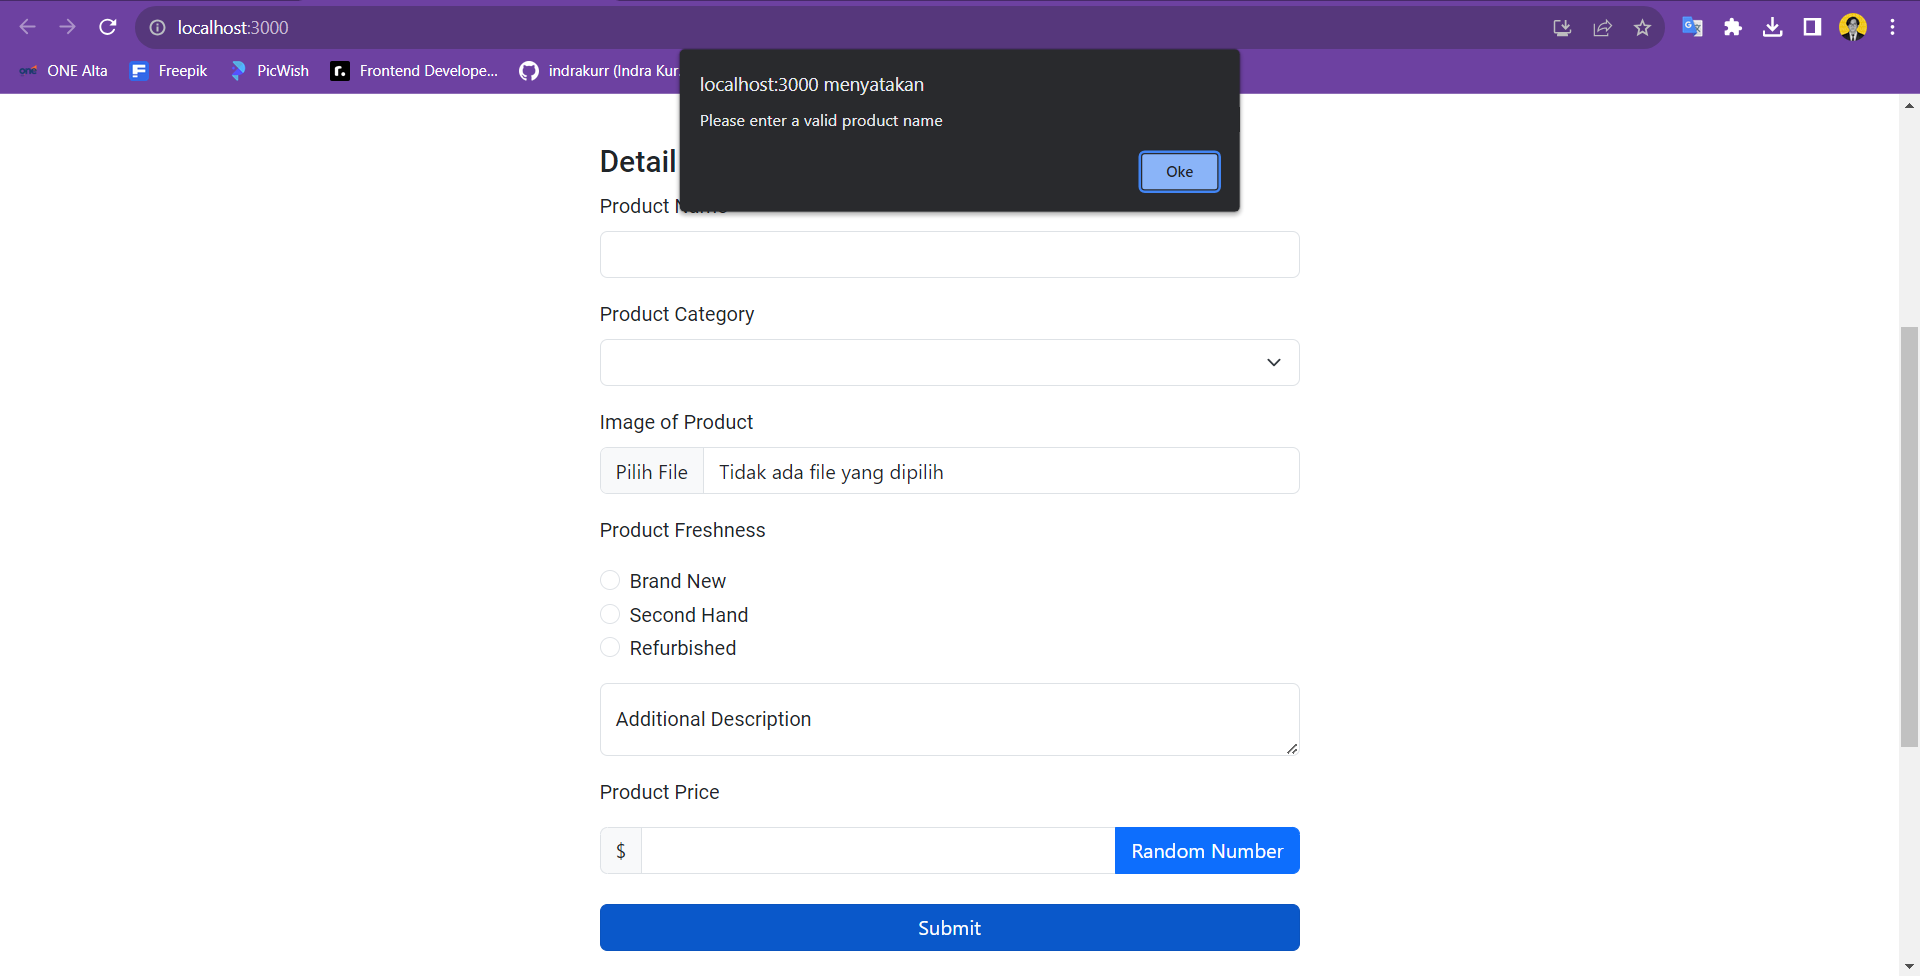 localhost:3000
ONE Alta
Freepik
PicWish
Frontend Develope...
indrakurr (Indra Kur
localhost:3000 menyatakan
Please enter a valid product name
Oke
Detail
Product Name
Product Category
Image of Product
Pilih File
Tidak ada file yang dipilih
Product Freshness
Brand New
Second Hand
Refurbished
Additional Description
Product Price
$
Random Number
Submit